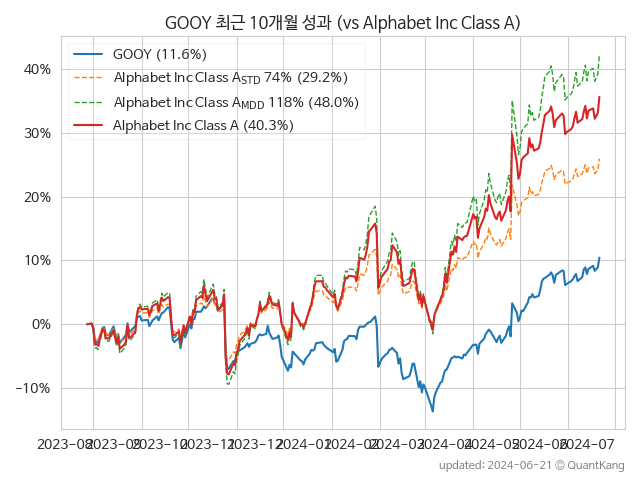 GOOY 최근 10개월 성과 (vs Alphabet Inc Class A)
GOOY (11.6%)
Alphabet Inc Class A STD 74% (29.2%)
Alphabet Inc Class A MDD 118% (48.0%)
Alphabet Inc Class A (40.3%)
40%
30%
20%
10%
0%
−10%
2023-08 2023-09 2023-10 2023-11 2023-12 2024-01 2024-02 2024-03 2024-04 2024-05 2024-06 2024-07
updated: 2024-06-21 © QuantKang